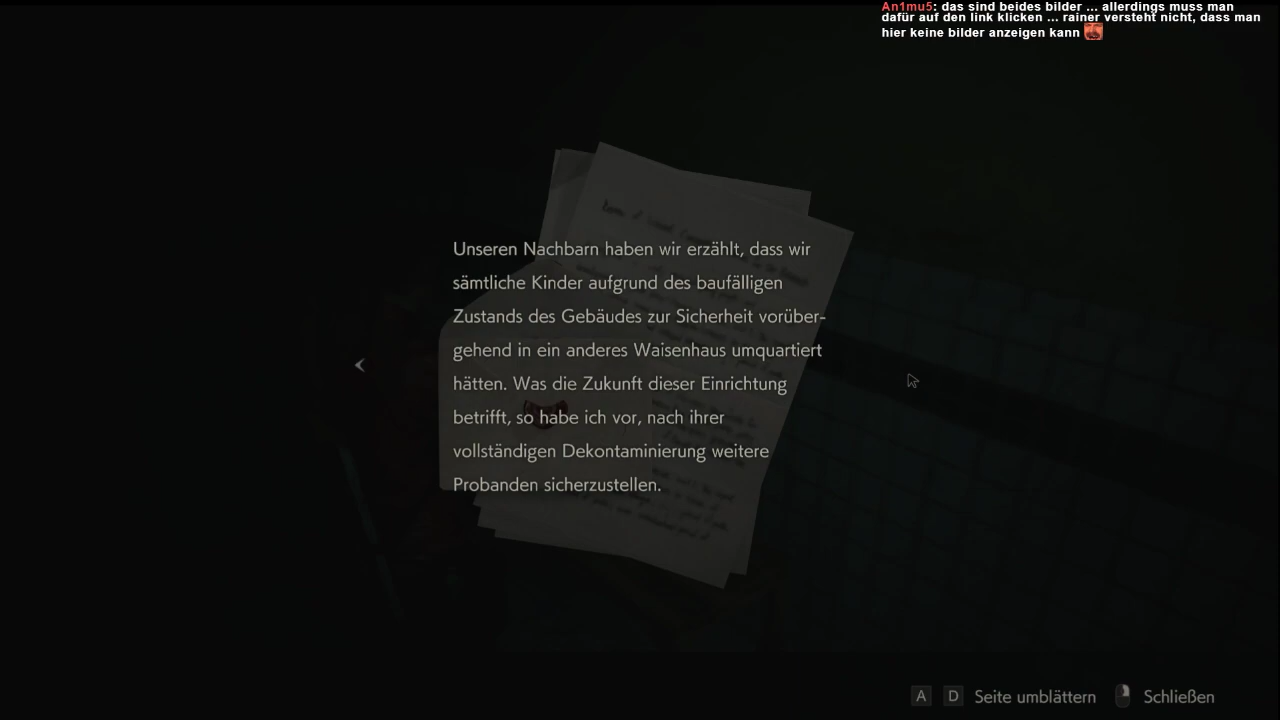 An1mu5: das sind beides bilder ... allerdings muss man
dafür auf den link klicken ... rainer versteht nicht, dass man
hier keine bilder anzeigen kann
Unseren Nachbarn haben wir erzählt, dass wir
sämtliche Kinder aufgrund des baufälligen
Zustands des Gebäudes zur Sicherheit vorüber-
gehend in ein anderes Waisenhaus umquartiert
hätten. Was die Zukunft dieser Einrichtung
betrifft, so habe ich vor, nach ihrer
vollständigen Dekontaminierung weitere
Probanden sicherzustellen.
A D Seite umblättern Schließen